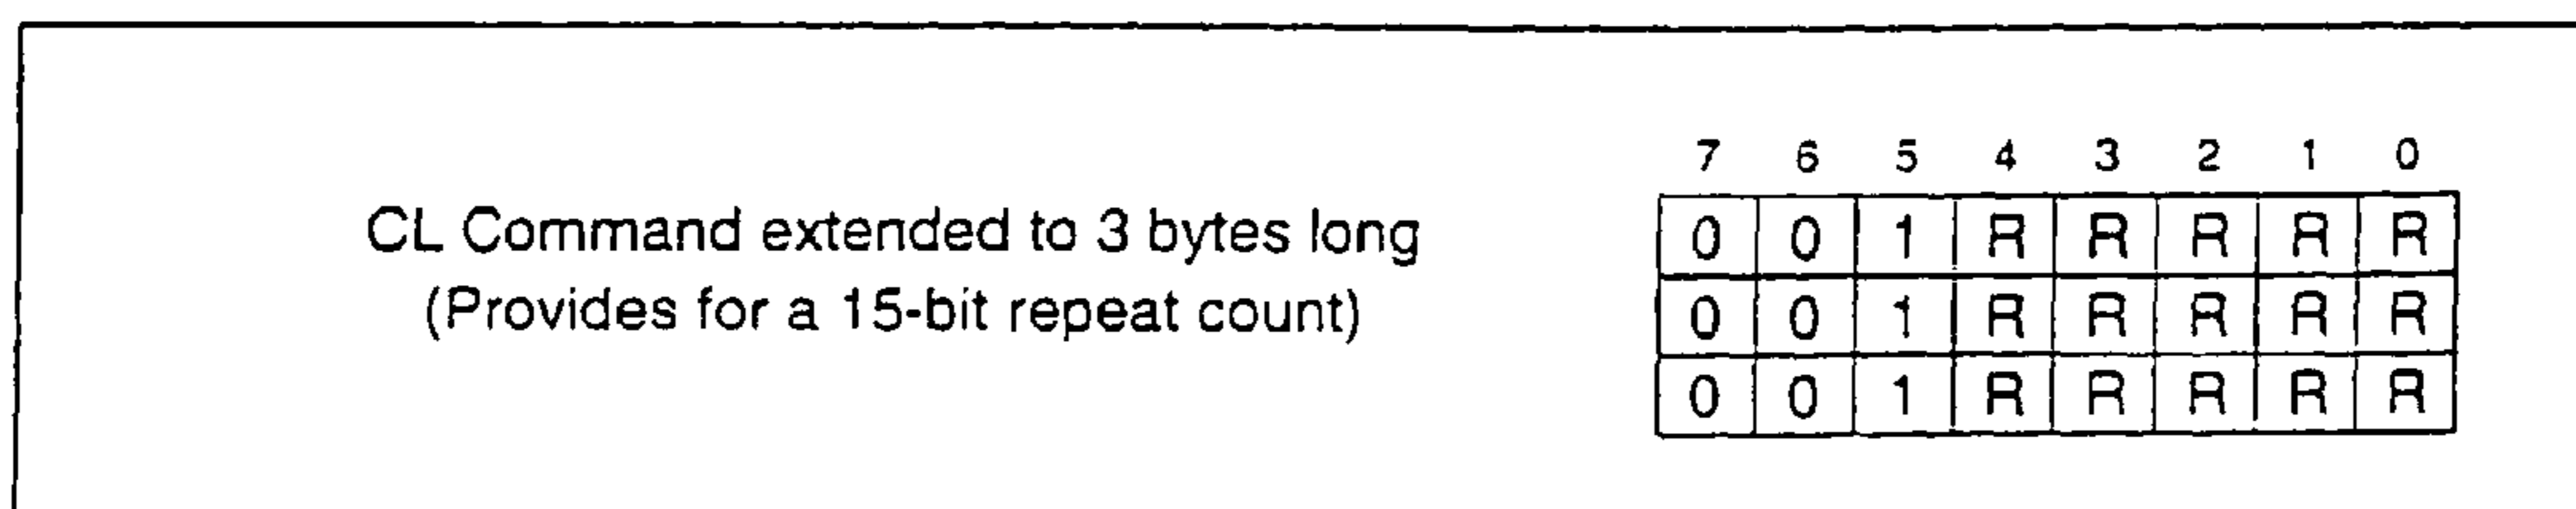 7 6 5 4 3 2 1 0
CL Command extended to 3 bytes long 0 0 1 R R R R R
(Provides for a 15-bit repeat count) 0 0 1 R R R R R
0 0 1 R R R R R